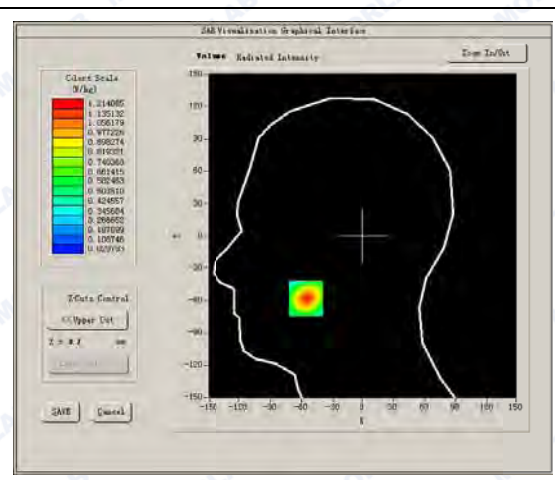 SAR Visualisation Graphical Interface
Volume Radiated Intensity
Zoom In/Out
Colors Scale
(W/kg)
1.214085
1.135132
1.056179
0.977226
0.898274
0.819321
0.740368
0.661415
0.582463
0.503510
0.424557
0.345604
0.266652
0.187699
0.108746
0.029793
150
120
90
60
30
0
-30
-60
-90
-120
-150
-150 -120 -90 -60 -30 0 30 60 90 120 150
X
Z-Cuts Control
<<Upper Cut
mm
SAVE
Cancel